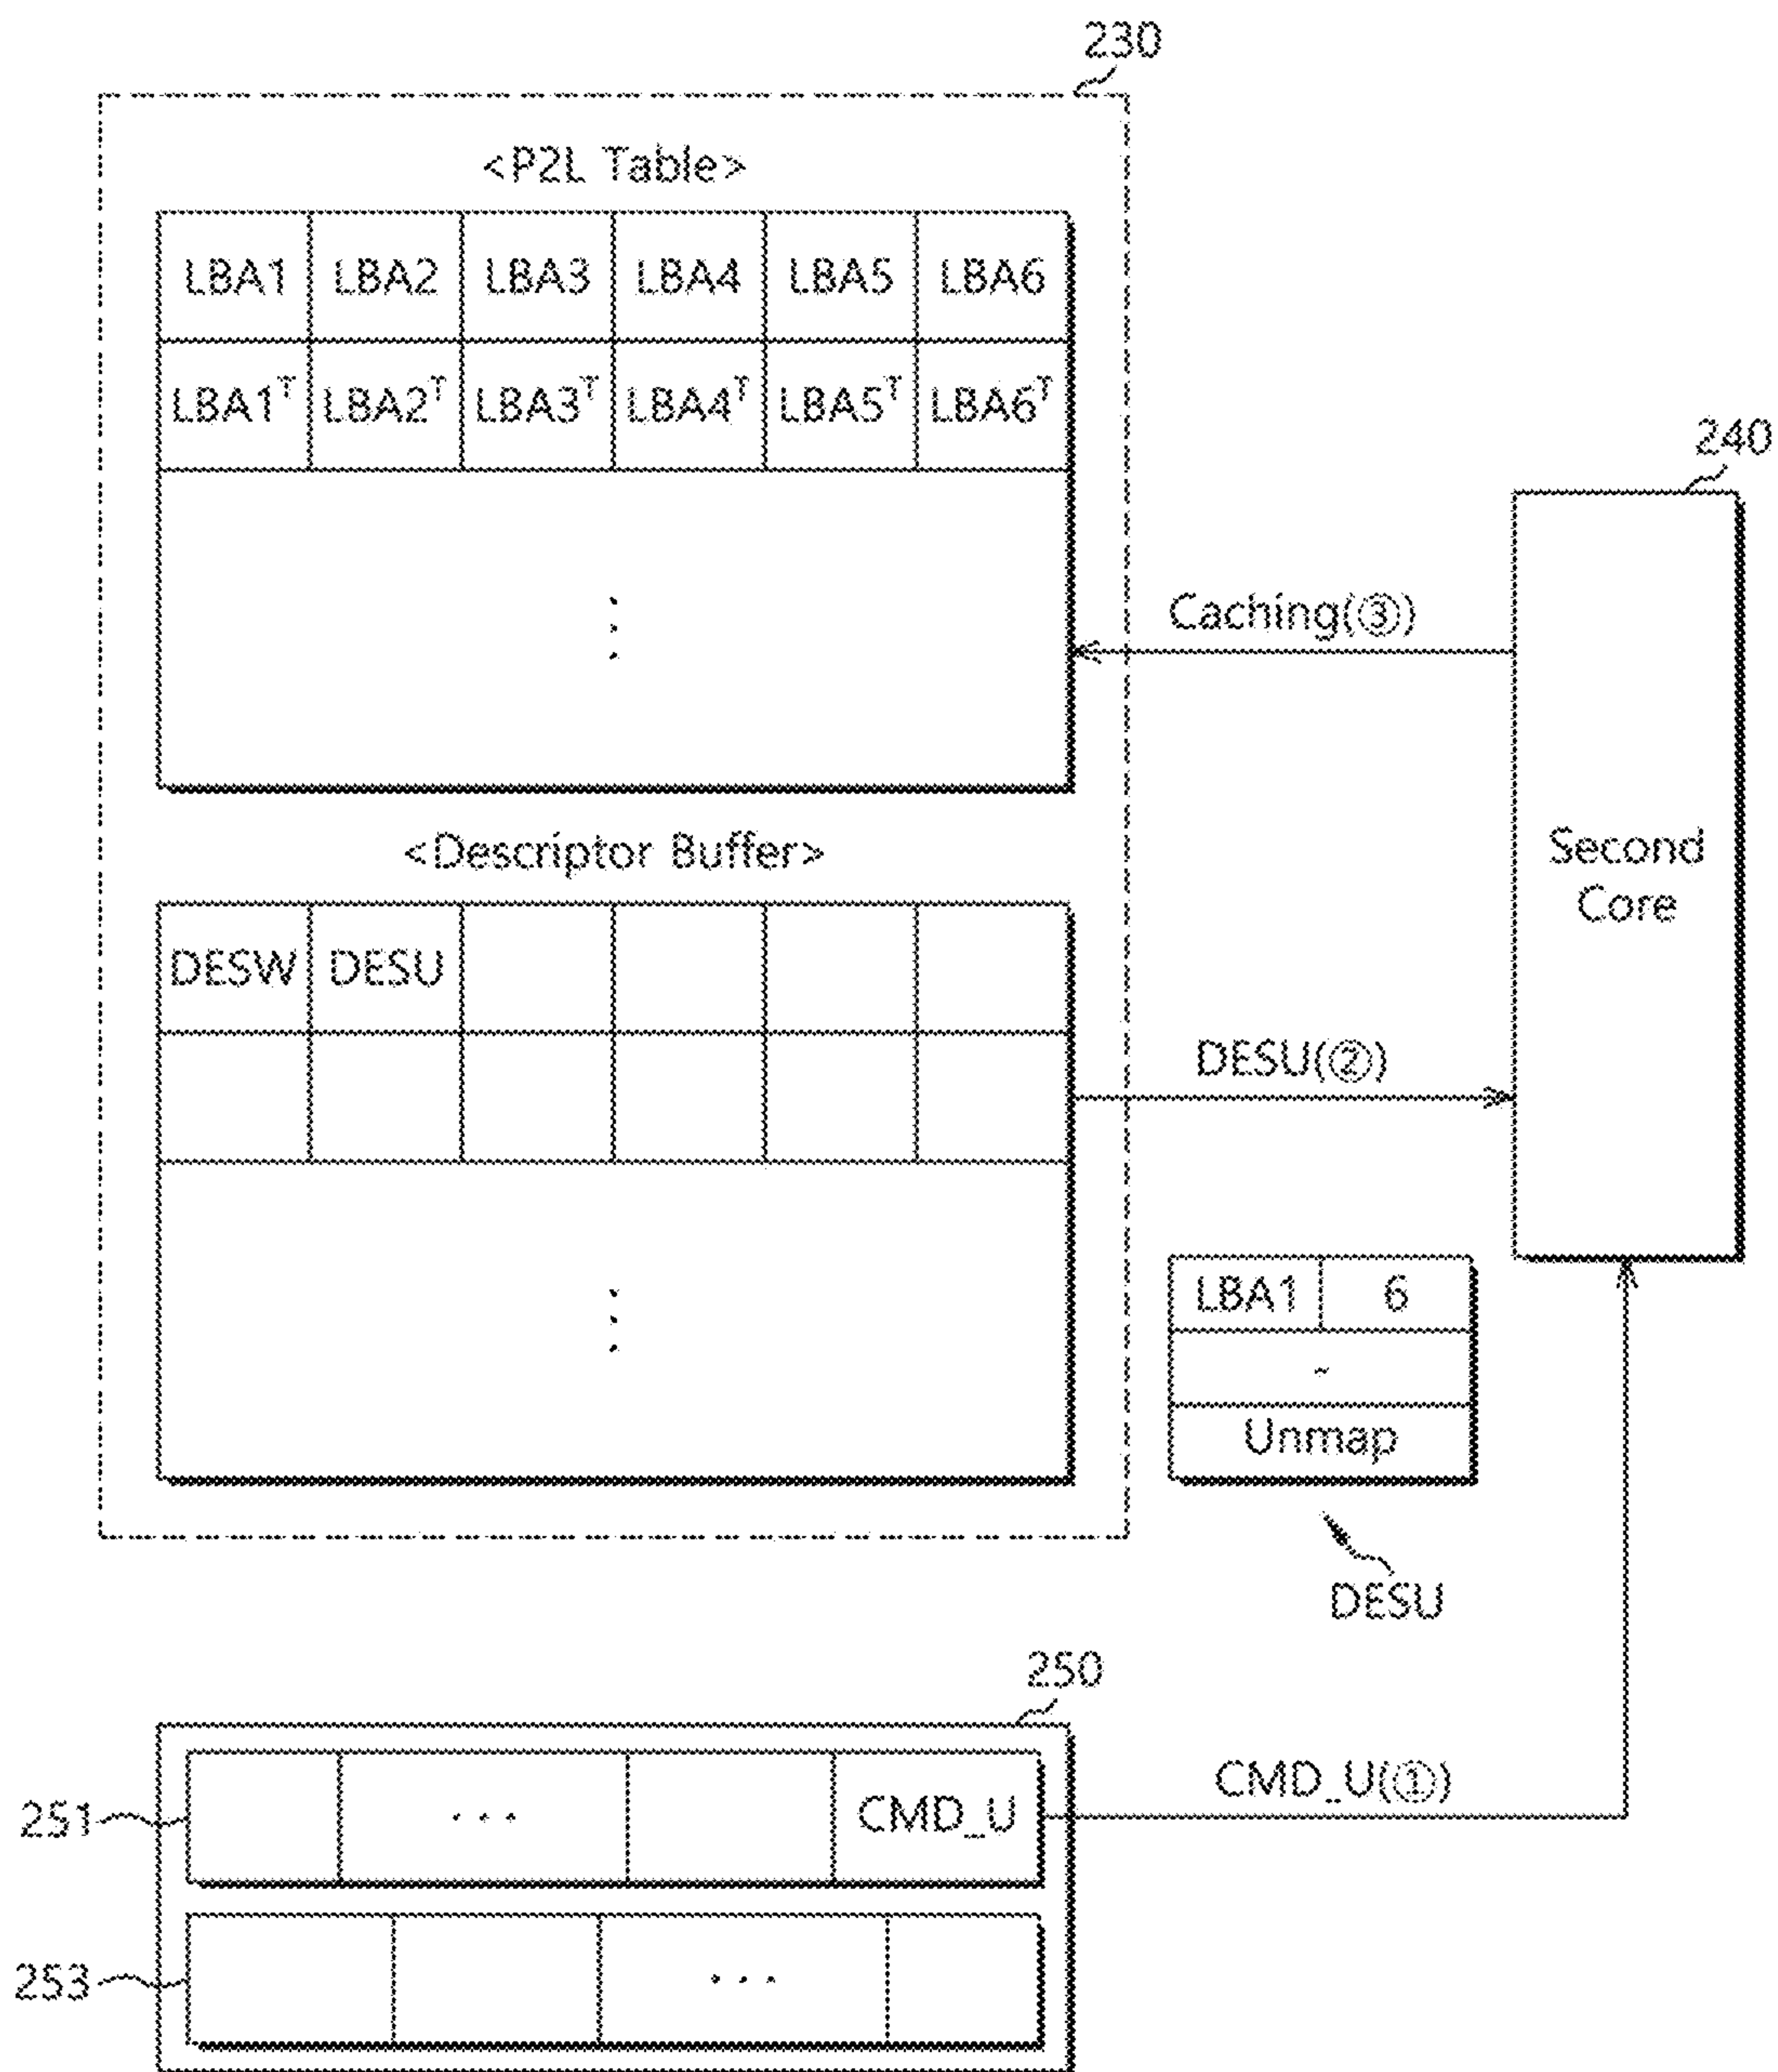 230
<P2L Table>
LBA1 LBA2 LBA3 LBA4 LBA5 LBA6
LBA1ᵀ LBA2ᵀ LBA3ᵀ LBA4ᵀ LBA5ᵀ LBA6ᵀ
240
Caching(③)
<Descriptor Buffer>
Second
Core
DESW DESU
DESU(②)
LBA1 6
-
Unmap
DESU
250
251 ··· CMD_U
CMD_U(①)
253 ···